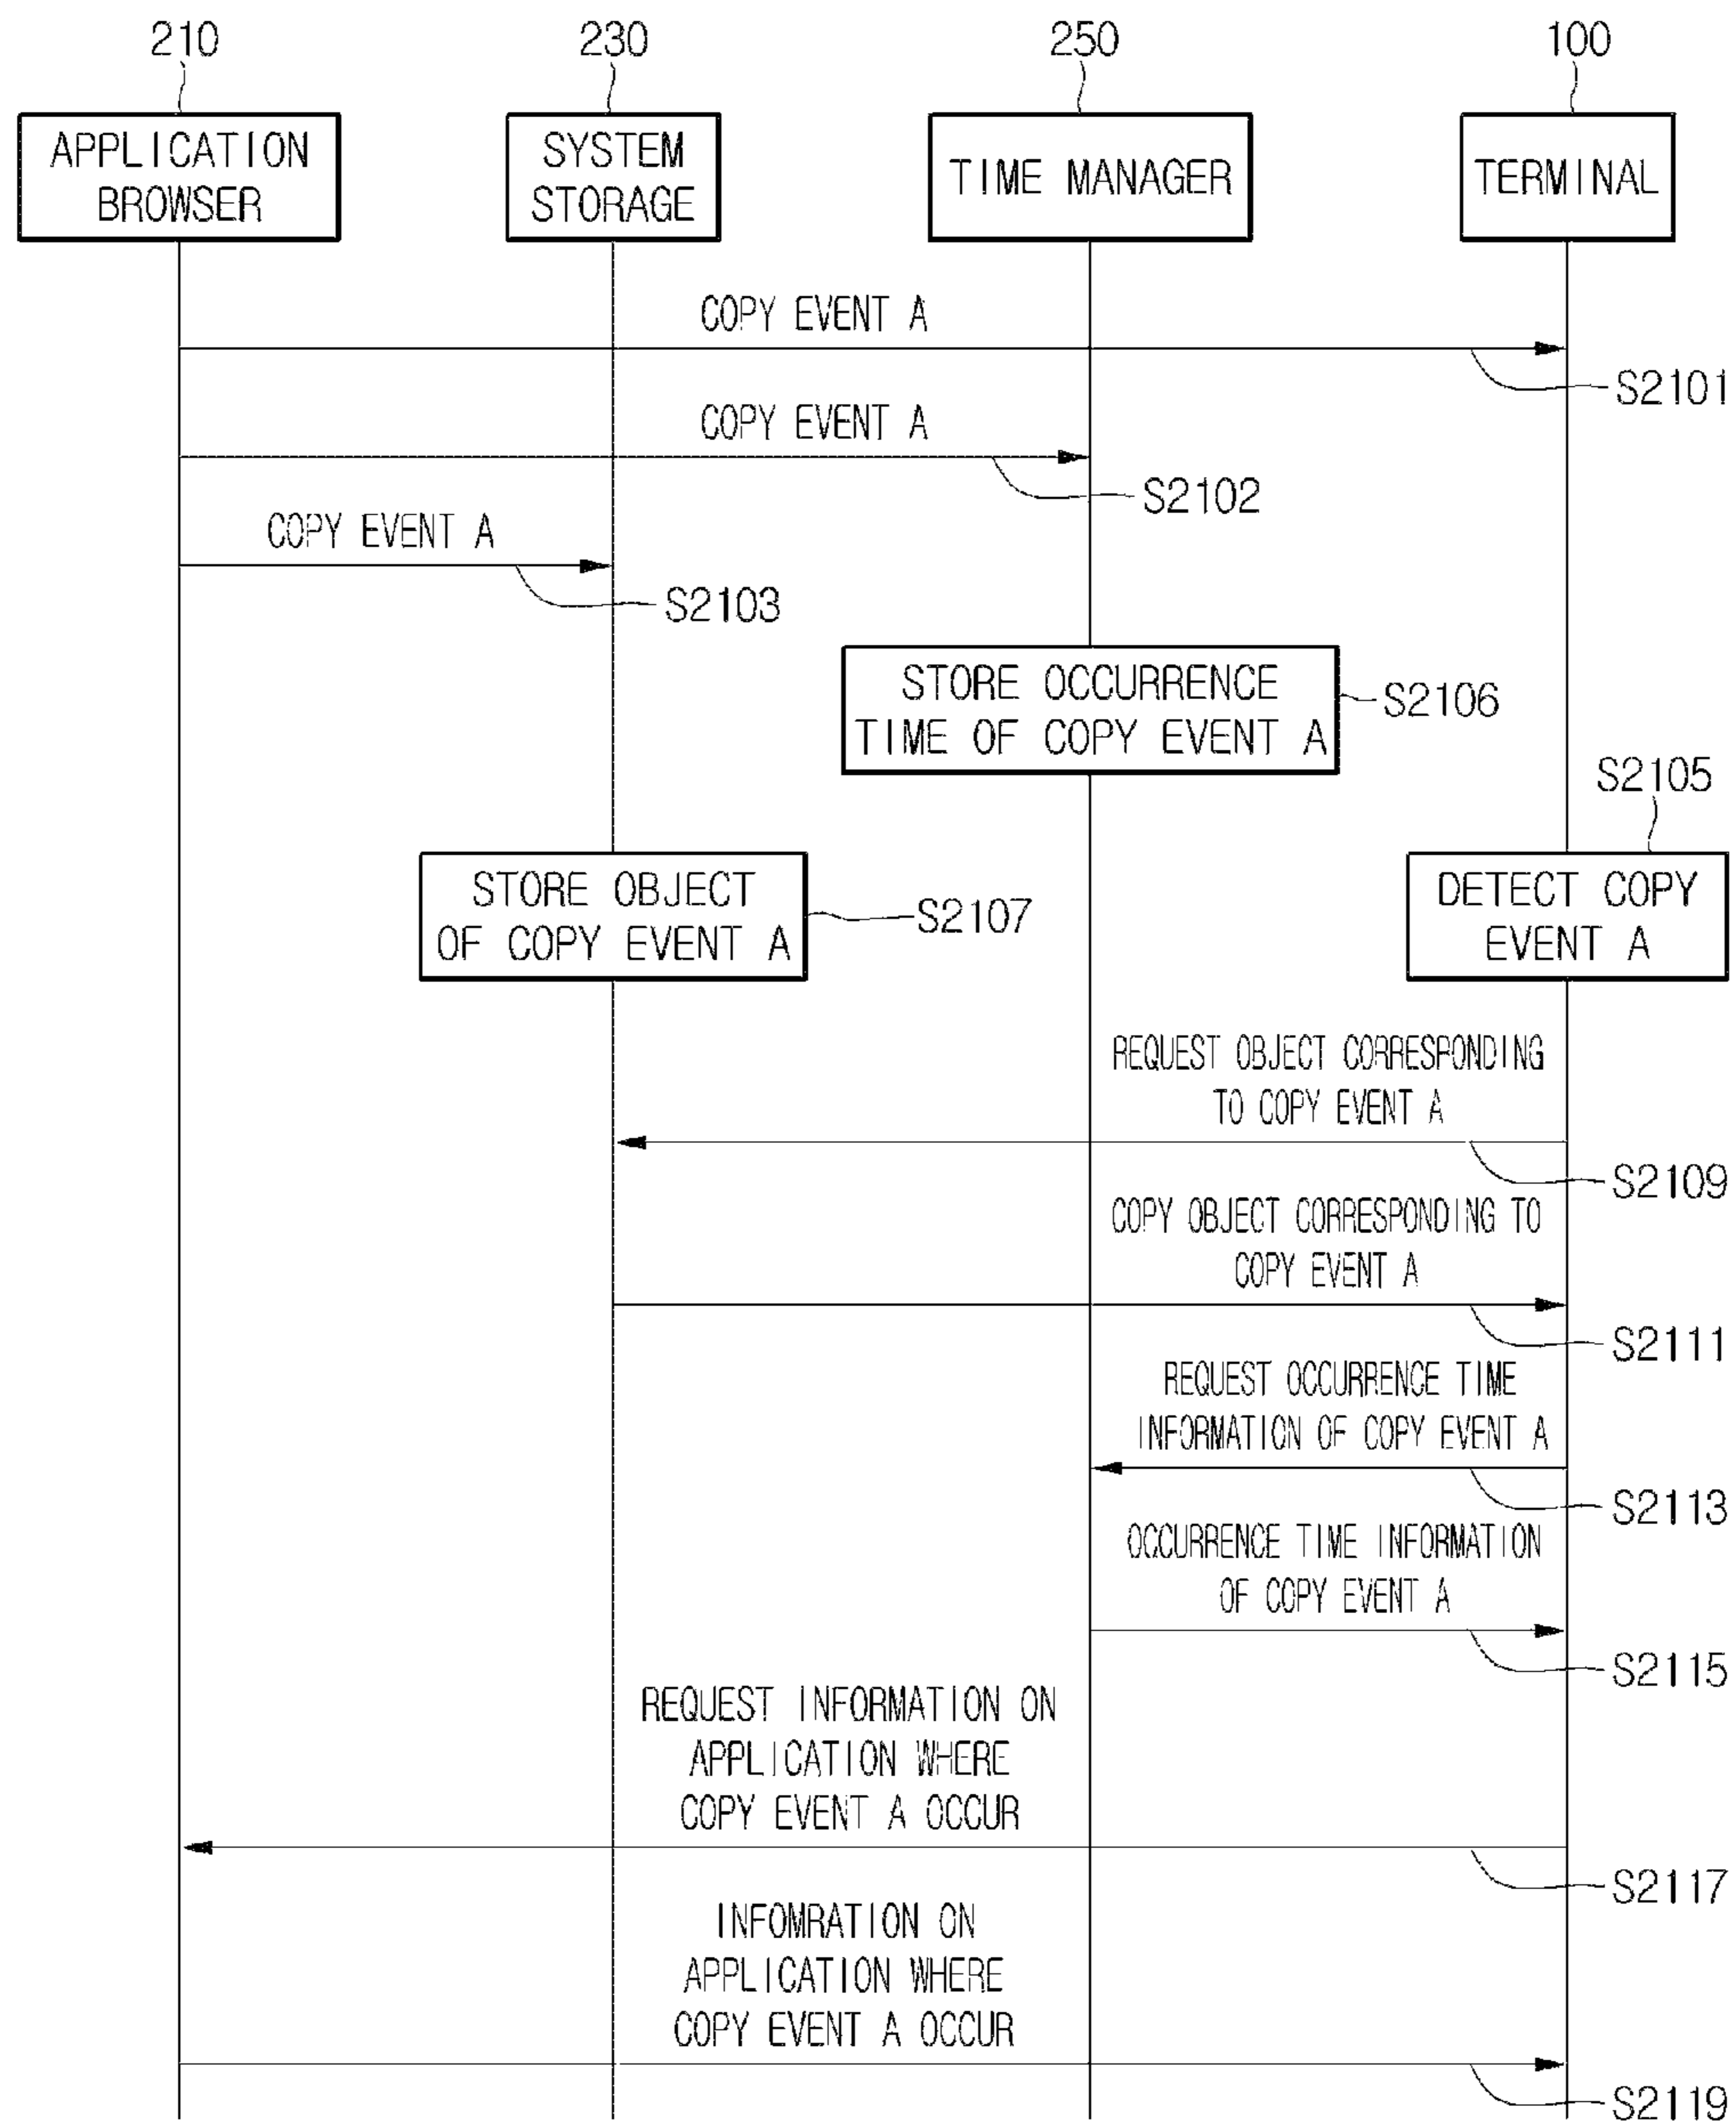 210
230
250
100
APPLICATION
BROWSER
SYSTEM
STORAGE
TIME MANAGER
TERMINAL
COPY EVENT A
S2101
COPY EVENT A
S2102
COPY EVENT A
S2103
STORE OCCURRENCE
TIME OF COPY EVENT A
S2106
S2105
STORE OBJECT
OF COPY EVENT A
S2107
DETECT COPY
EVENT A
REQUEST OBJECT CORRESPONDING
TO COPY EVENT A
S2109
COPY OBJECT CORRESPONDING TO
COPY EVENT A
S2111
REQUEST OCCURRENCE TIME
INFORMATION OF COPY EVENT A
S2113
OCCURRENCE TIME INFORMATION
OF COPY EVENT A
S2115
REQUEST INFORMATION ON
APPLICATION WHERE
COPY EVENT A OCCUR
S2117
INFOMRATION ON
APPLICATION WHERE
COPY EVENT A OCCUR
S2119